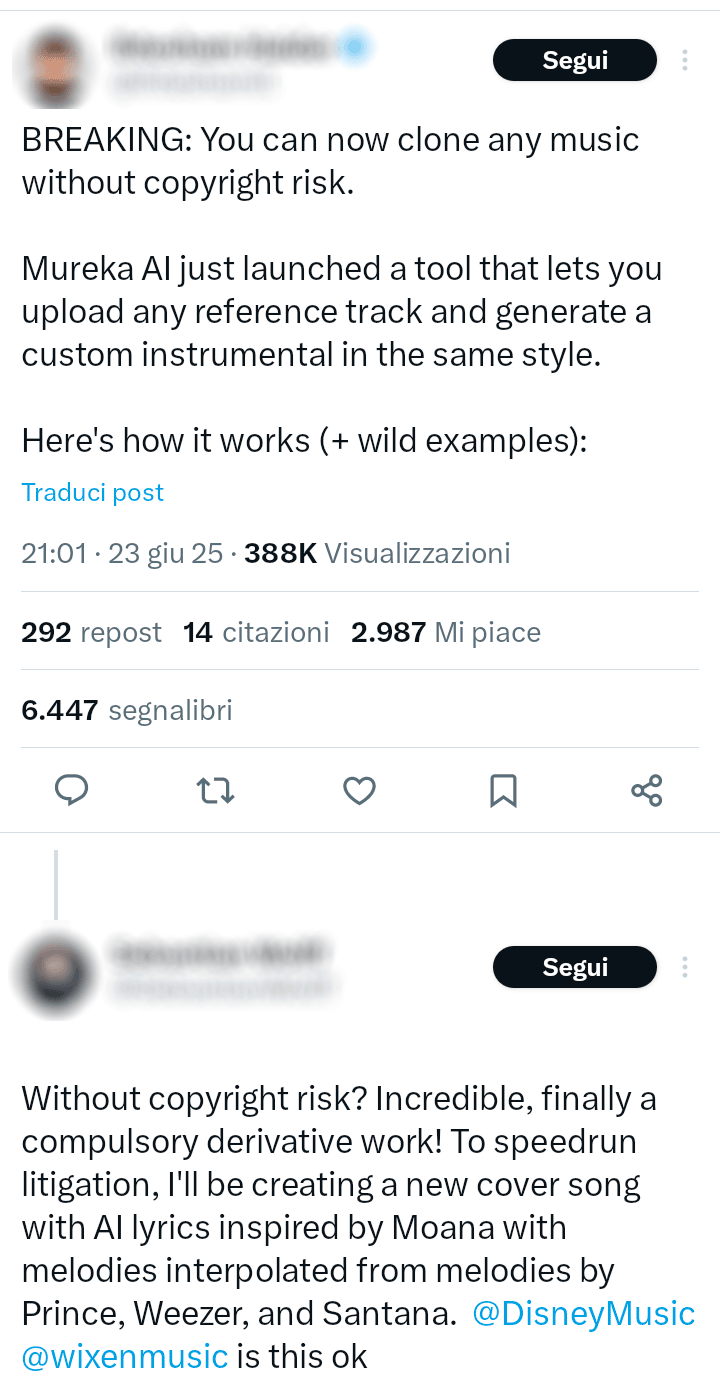 Segui
BREAKING: You can now clone any music
without copyright risk.
Mureka AI just launched a tool that lets you
upload any reference track and generate a
custom instrumental in the same style.
Here's how it works (+ wild examples):
Traduci post
21:01 · 23 giu 25 · 388K Visualizzazioni
292 repost 14 citazioni 2.987 Mi piace
6.447 segnalibri
Segui
Without copyright risk? Incredible, finally a
compulsory derivative work! To speedrun
litigation, I'll be creating a new cover song
with AI lyrics inspired by Moana with
melodies interpolated from melodies by
Prince, Weezer, and Santana. @DisneyMusic
@wixenmusic is this ok